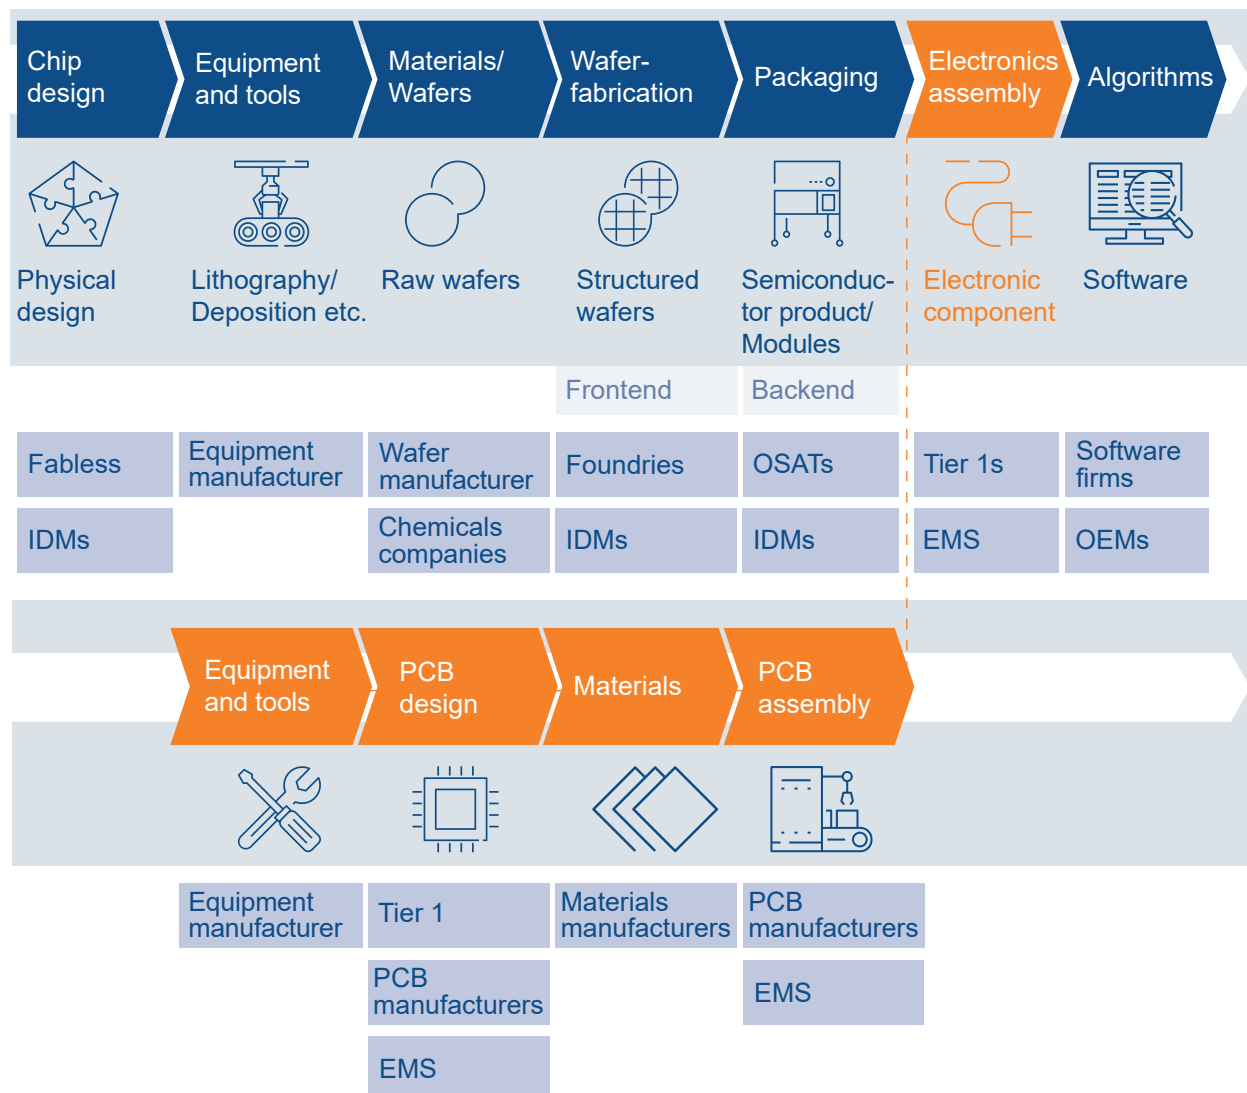 Chip
design
Equipment
and tools
Materials/
Wafers
Wafer-
fabrication
Packaging
Electronics
assembly
Algorithms
Physical
design
Lithography/
Deposition etc.
Raw wafers
Structured
wafers
Semiconduc-
tor product/
Modules
Electronic
component
Software
Frontend
Backend
Fabless
Equipment
manufacturer
Wafer
manufacturer
Foundries
OSATs
Tier 1s
Software
firms
IDMs
Chemicals
companies
IDMs
IDMs
EMS
OEMs
Equipment
and tools
PCB
design
Materials
PCB
assembly
Equipment
manufacturer
Tier 1
Materials
manufacturers
PCB
manufacturers
PCB
manufacturers
EMS
EMS